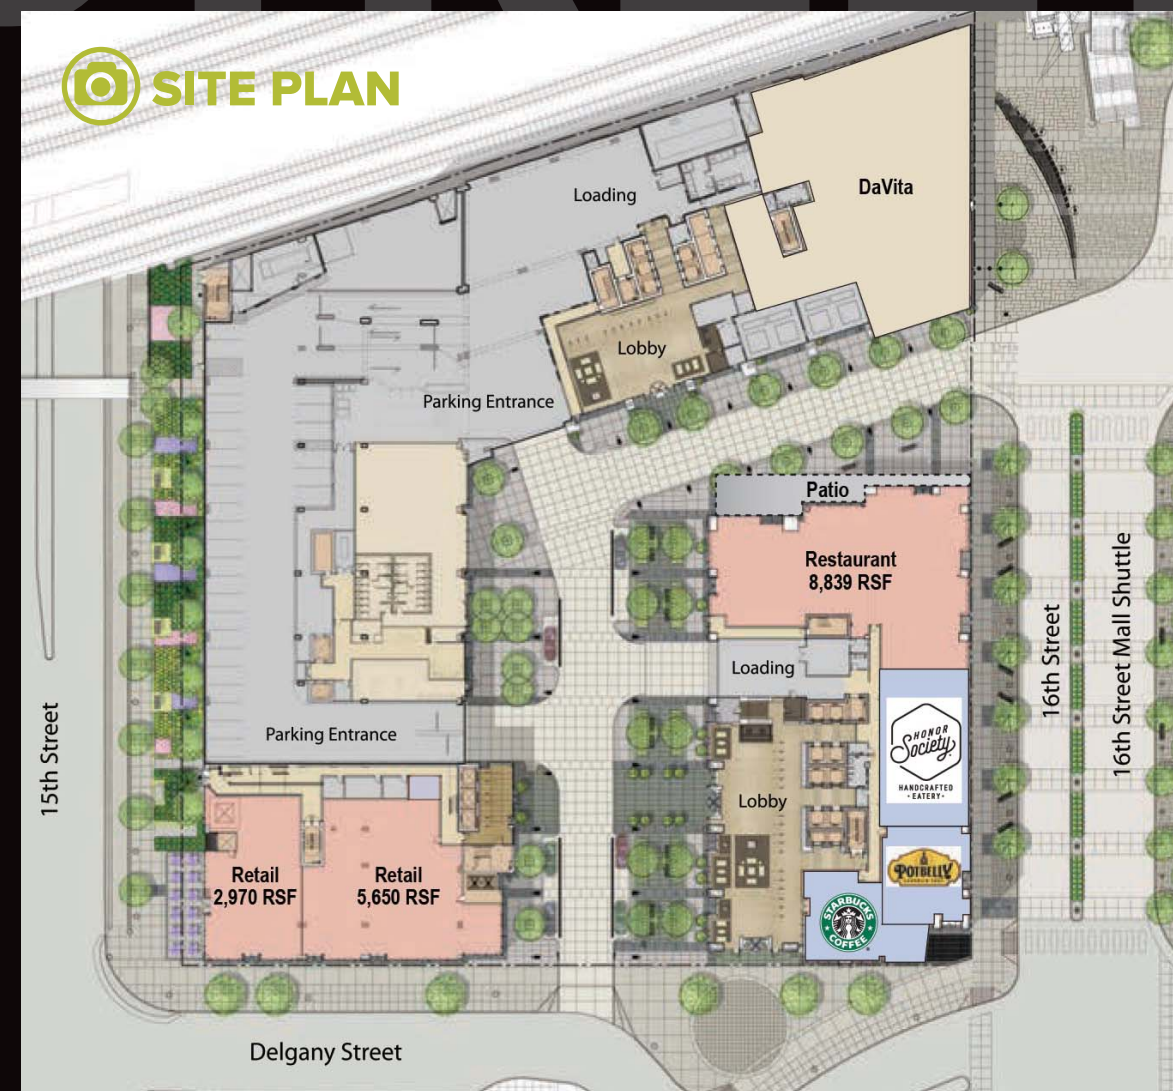 SITE PLAN
DaVita
Loading
Lobby
Parking Entrance
Patio
Restaurant
8,839 RSF
Loading
16th Street
16th Street Mall Shuttle
15th Street
Parking Entrance
HONOR
Society
HANDCRAFTED
• EATERY •
Lobby
POTBELLY
Retail
2,970 RSF
Retail
5,650 RSF
STARBUCKS
COFFEE
Delgany Street